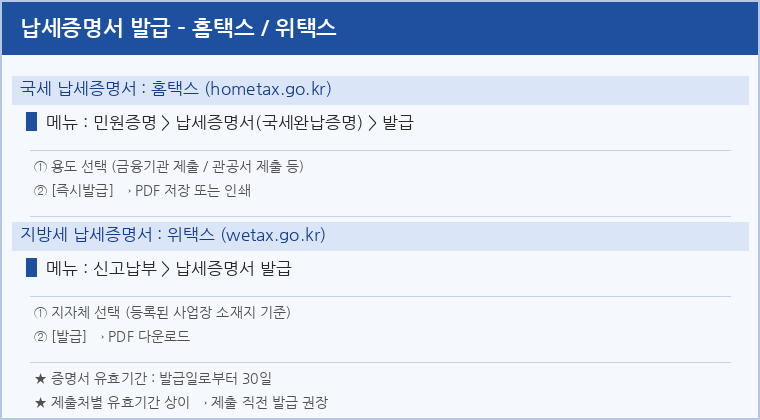 납세증명서 발급 - 홈택스 / 위택스
국세 납세증명서 : 홈택스 (hometax.go.kr)
메뉴 : 민원증명 > 납세증명서(국세완납증명) > 발급
① 용도 선택 (금융기관 제출 / 관공서 제출 등)
② [즉시발급] → PDF 저장 또는 인쇄
지방세 납세증명서 : 위택스 (wetax.go.kr)
메뉴 : 신고납부 > 납세증명서 발급
① 지자체 선택 (등록된 사업장 소재지 기준)
② [발급] → PDF 다운로드
★ 증명서 유효기간 : 발급일로부터 30일
★ 제출처별 유효기간 상이 → 제출 직전 발급 권장